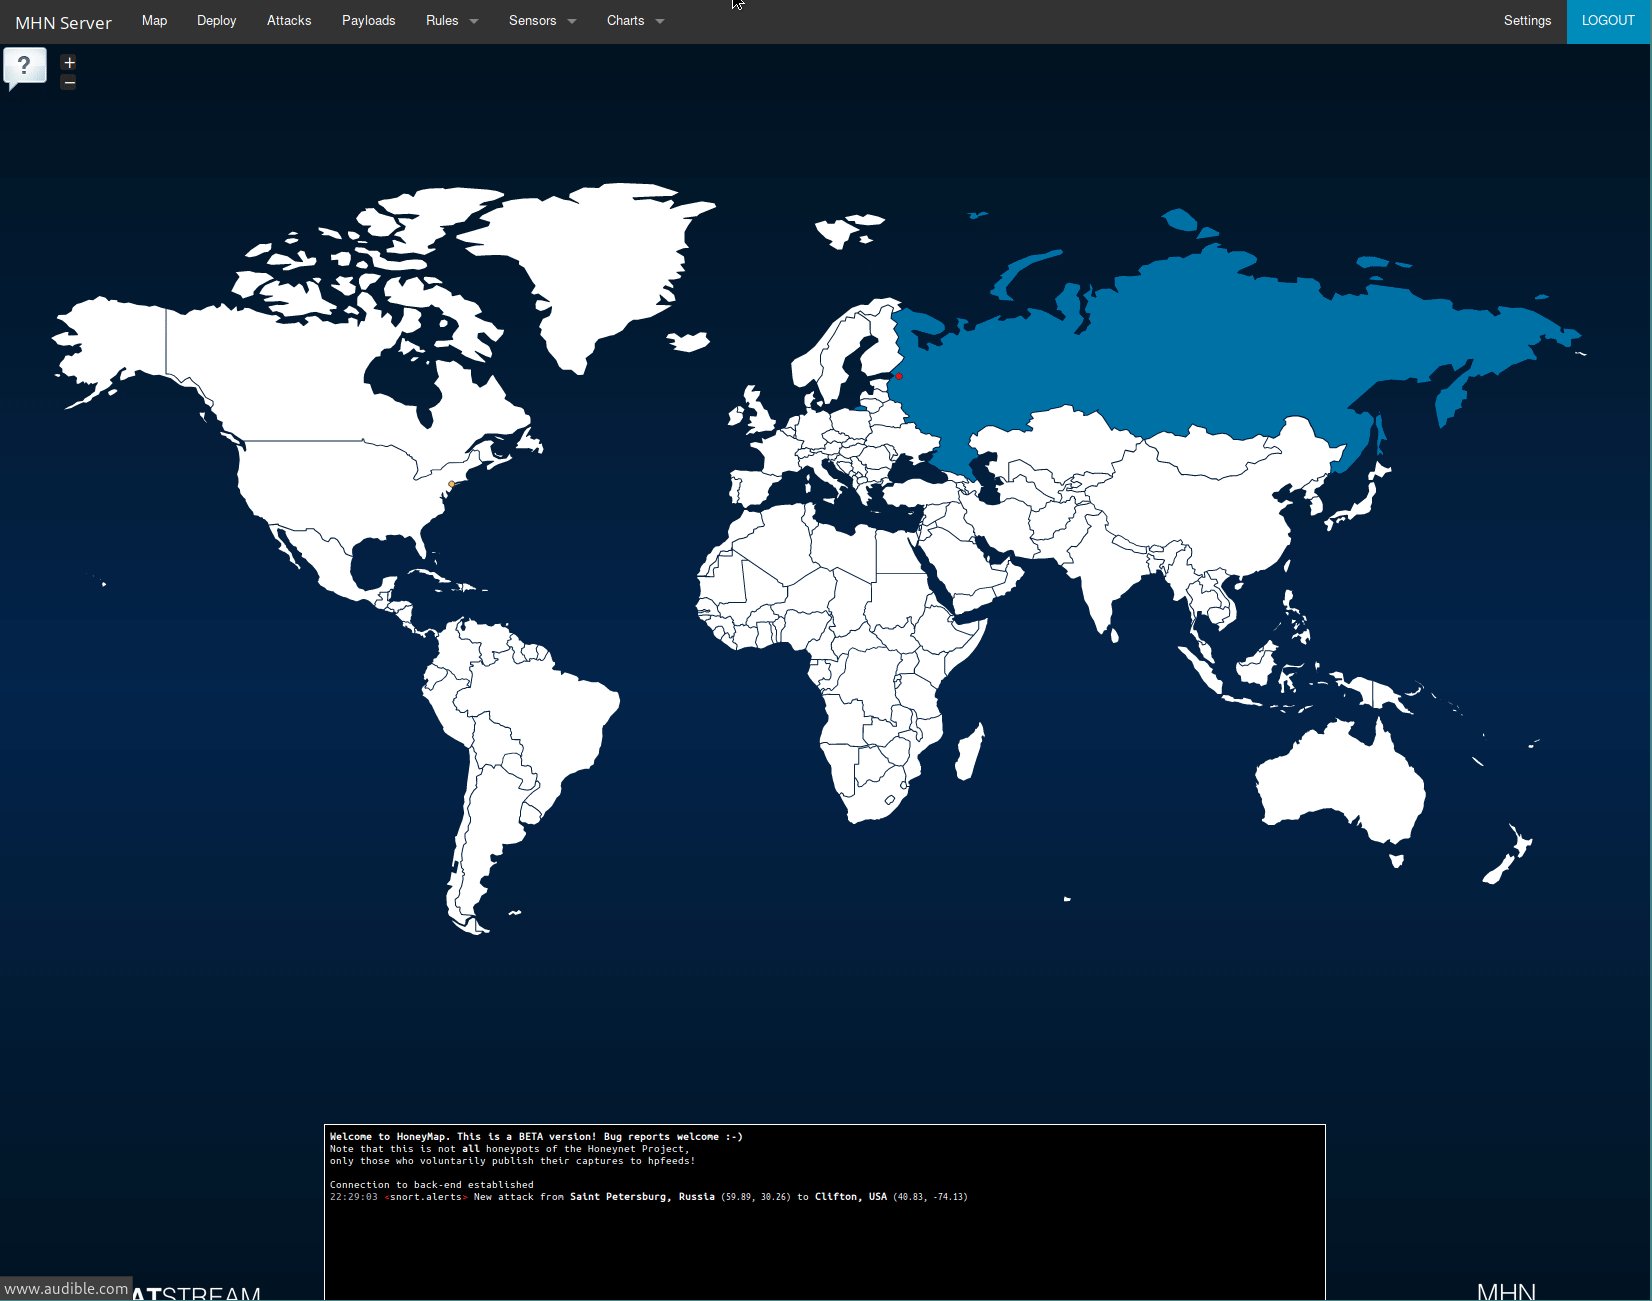 MHN Server Map Deploy Attacks Payloads Rules Sensors Charts Settings LOGOUT
?
+
−
Welcome to HoneyMap. This is a BETA version! Bug reports welcome :-)
Note that this is not all honeypots of the Honeynet Project,
only those who voluntarily publish their captures to hpfeeds!
Connection to back-end established
22:29:03 <snort.alerts> New attack from Saint Petersburg, Russia (59.89, 30.26) to Clifton, USA (40.83, -74.13)
www.audible.com
ATSTREAM
MHN